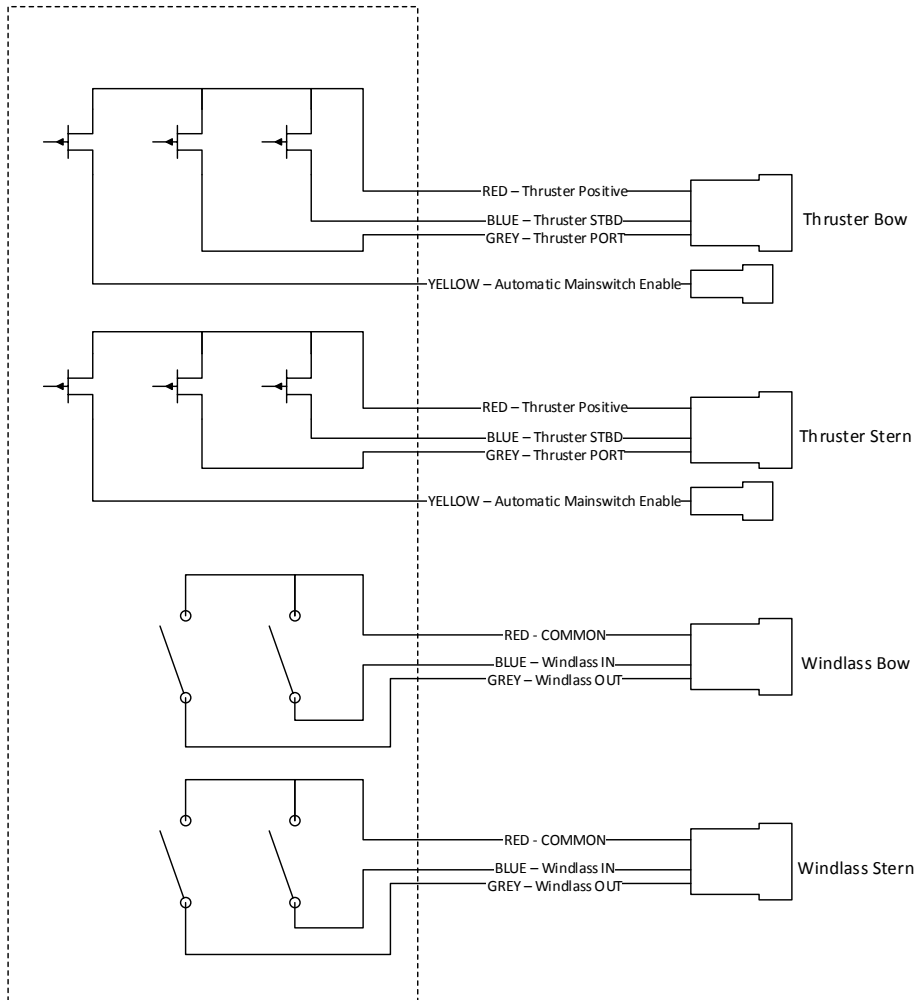 RED – Thruster Positive
BLUE – Thruster STBD
GREY – Thruster PORT
Thruster Bow
YELLOW – Automatic Mainswitch Enable
RED – Thruster Positive
BLUE – Thruster STBD
GREY – Thruster PORT
Thruster Stern
YELLOW – Automatic Mainswitch Enable
RED - COMMON
BLUE – Windlass IN
GREY – Windlass OUT
Windlass Bow
RED - COMMON
BLUE – Windlass IN
GREY – Windlass OUT
Windlass Stern